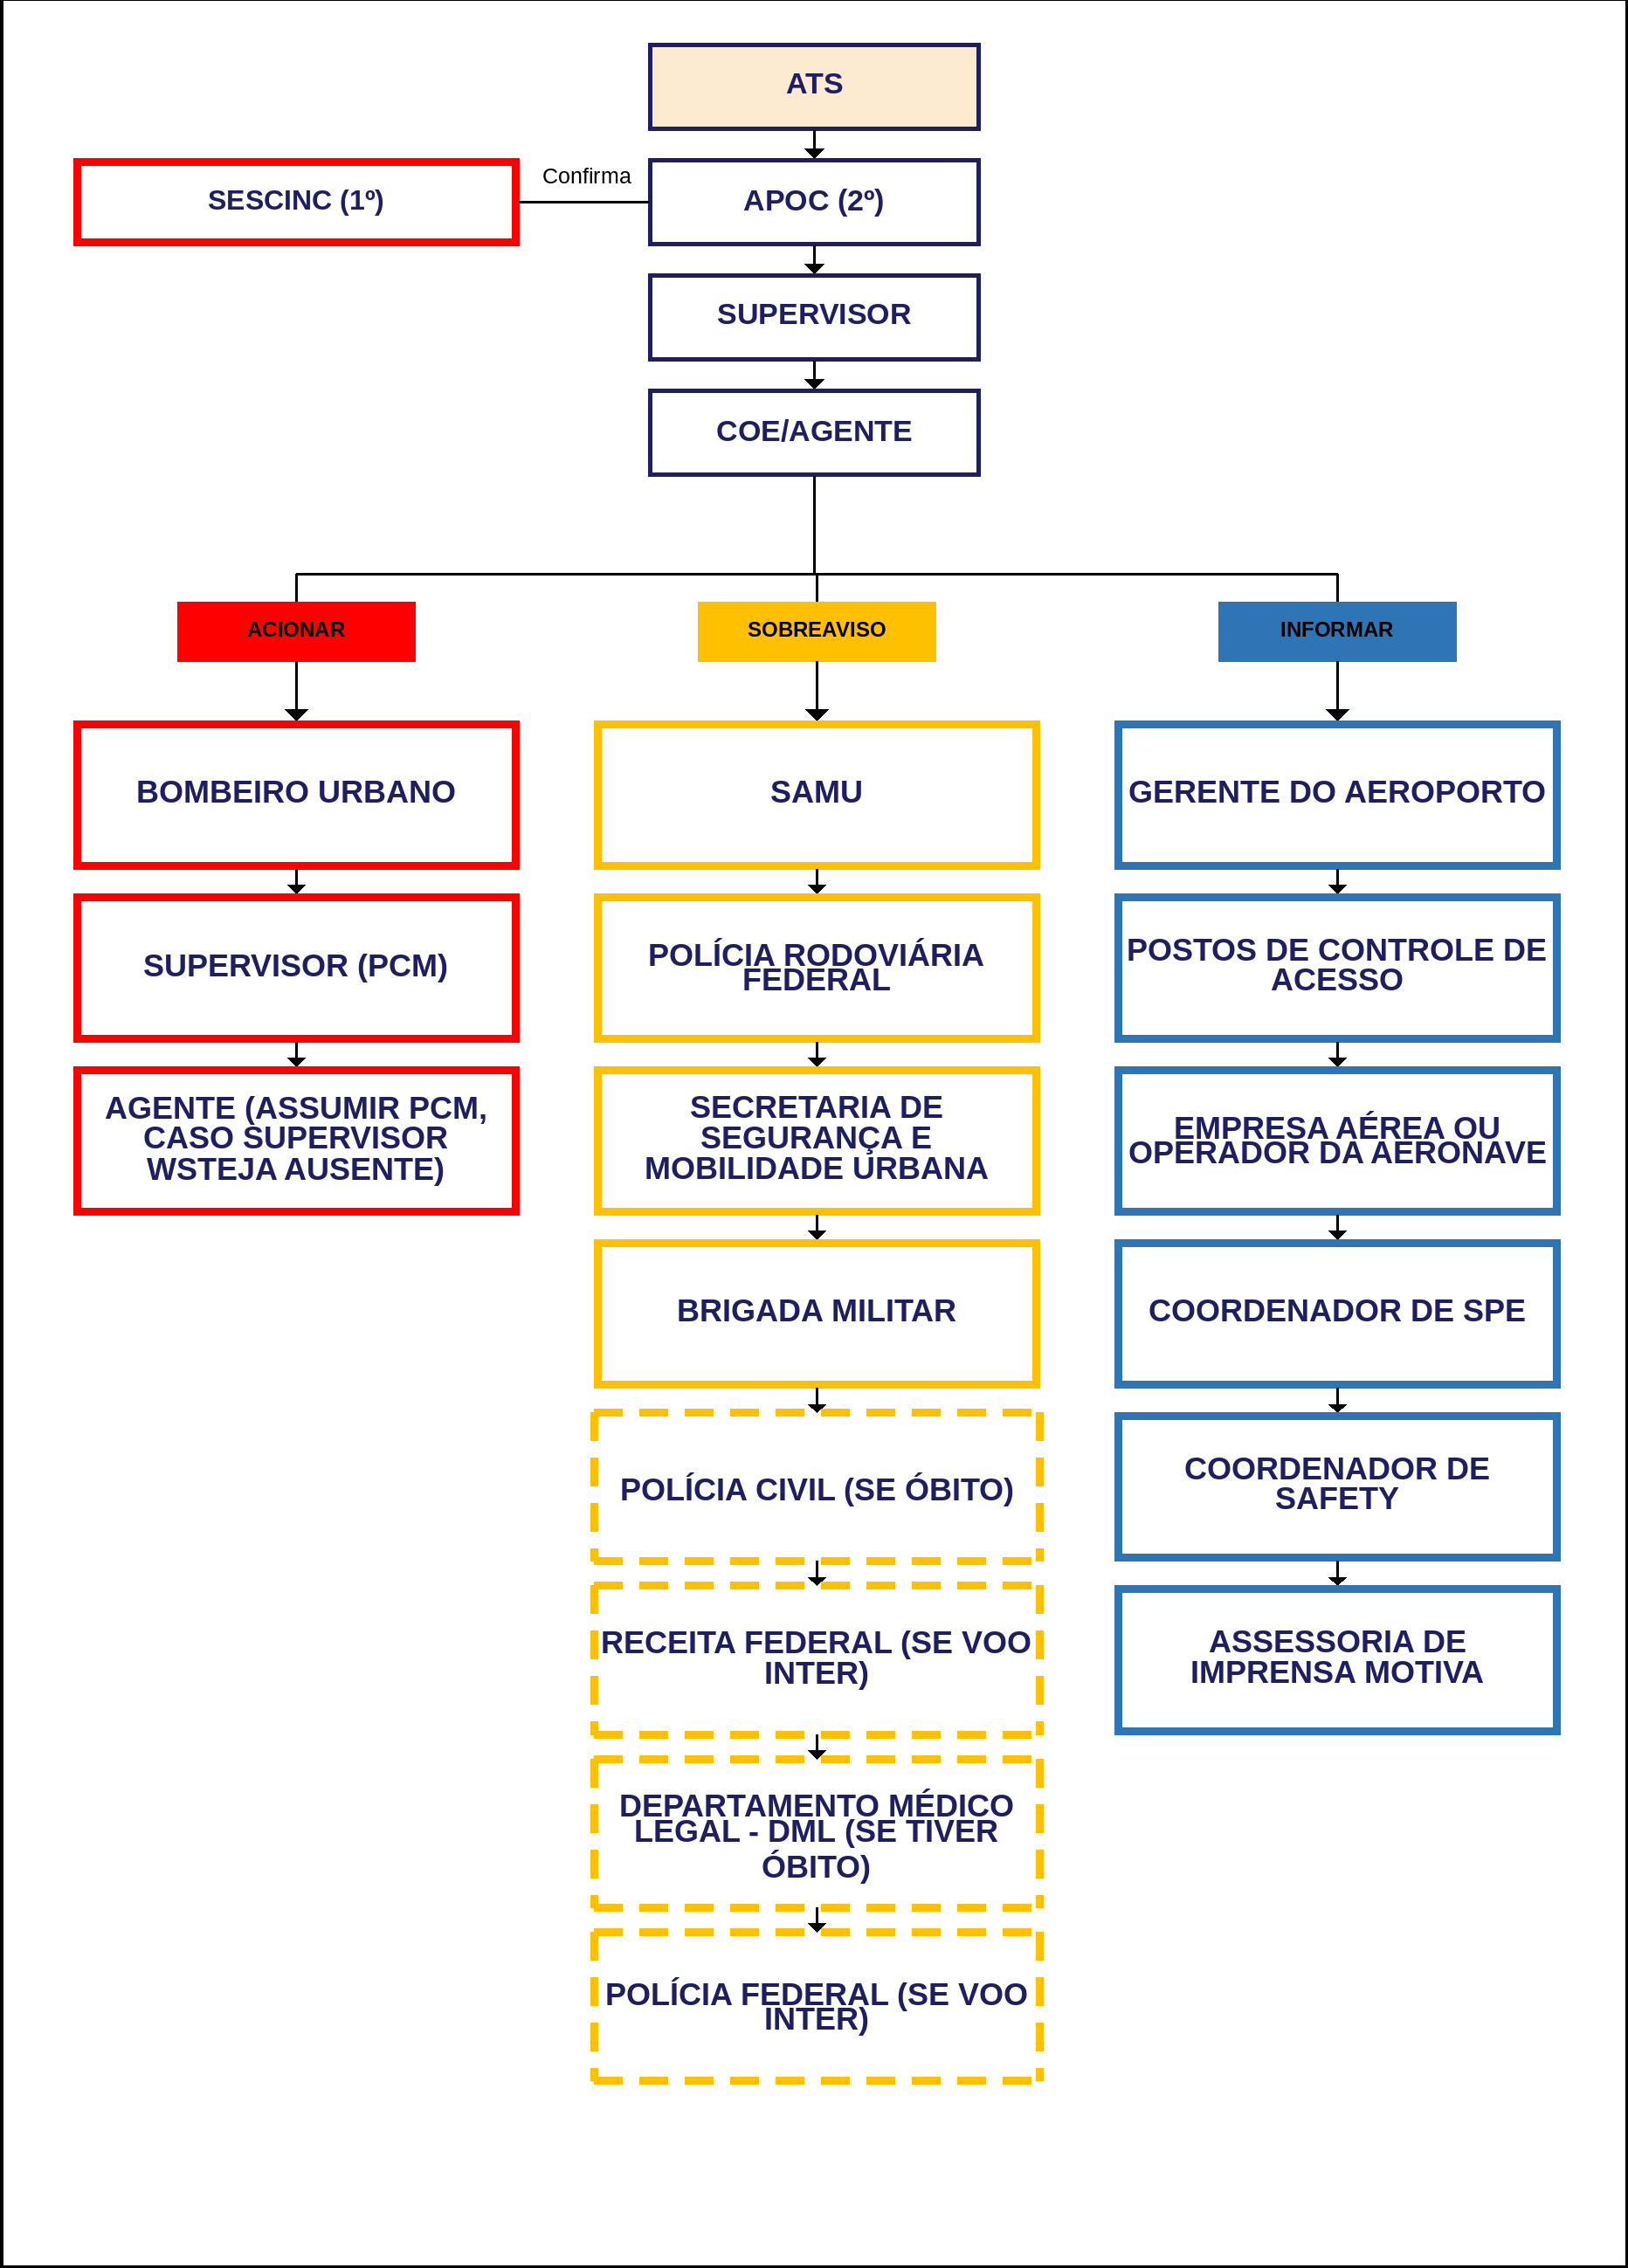 ATS
SESCINC (1º)
Confirma
APOC (2º)
SUPERVISOR
COE/AGENTE
ACIONAR
SOBREAVISO
INFORMAR
BOMBEIRO URBANO
SUPERVISOR (PCM)
AGENTE (ASSUMIR PCM,
CASO SUPERVISOR
WSTEJA AUSENTE)
SAMU
POLÍCIA RODOVIÁRIA
FEDERAL
SECRETARIA DE
SEGURANÇA E
MOBILIDADE URBANA
BRIGADA MILITAR
POLÍCIA CIVIL (SE ÓBITO)
RECEITA FEDERAL (SE VOO
INTER)
DEPARTAMENTO MÉDICO
LEGAL - DML (SE TIVER
ÓBITO)
POLÍCIA FEDERAL (SE VOO
INTER)
GERENTE DO AEROPORTO
POSTOS DE CONTROLE DE
ACESSO
EMPRESA AÉREA OU
OPERADOR DA AERONAVE
COORDENADOR DE SPE
COORDENADOR DE
SAFETY
ASSESSORIA DE
IMPRENSA MOTIVA